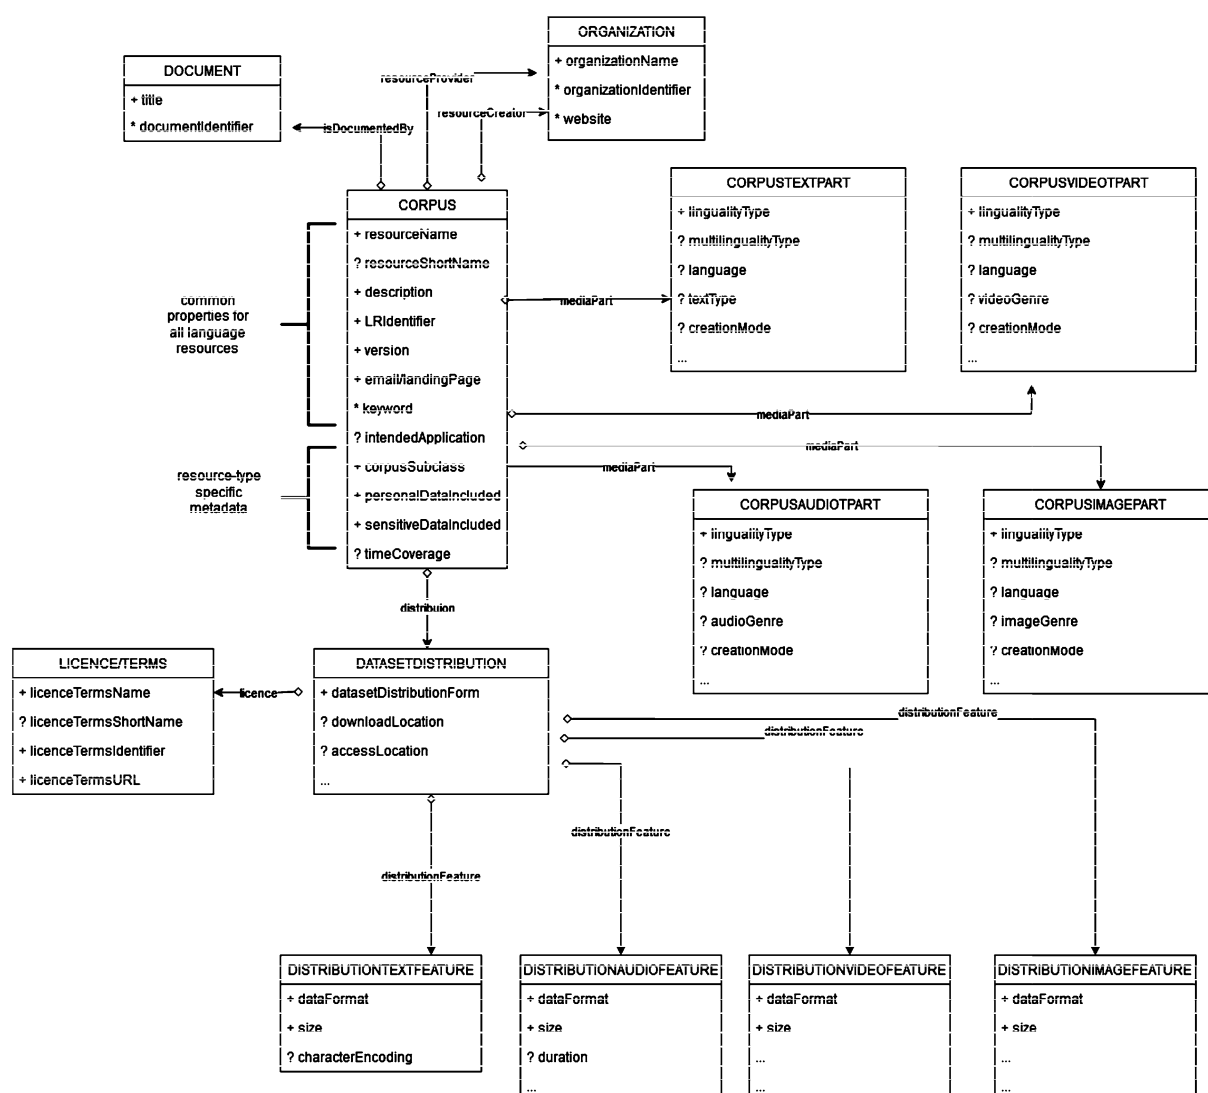 ORGANIZATION
+ organizationName
* organizationIdentifier
* website
DOCUMENT
+ title
* documentIdentifier
resourceProvider
resourceCreator
isDocumentedBy
CORPUS
+ resourceName
? resourceShortName
+ description
+ LRIdentifier
+ version
+ email/landingPage
* keyword
? intendedApplication
+ corpusSubclass
+ personalDataIncluded
+ sensitiveDataIncluded
? timeCoverage
common
properties for
all language
resources
resource-type
specific
metadata
mediaPart
CORPUSTEXTPART
+ lingualityType
? multilingualityType
? language
? textType
? creationMode
...
CORPUSVIDEOTPART
+ lingualityType
? multilingualityType
? language
? videoGenre
? creationMode
...
mediaPart
mediaPart
mediaPart
CORPUSAUDIOTPART
+ lingualityType
? multilingualityType
? language
? audioGenre
? creationMode
...
CORPUSIMAGEPART
+ lingualityType
? multilingualityType
? language
? imageGenre
? creationMode
...
distribuion
LICENCE/TERMS
+ licenceTermsName
? licenceTermsShortName
+ licenceTermsIdentifier
+ licenceTermsURL
licence
DATASETDISTRIBUTION
+ datasetDistributionForm
? downloadLocation
? accessLocation
...
distributionFeature
distributionFeature
distributionFeature
distributionFeature
DISTRIBUTIONTEXTFEATURE
+ dataFormat
+ size
? characterEncoding
DISTRIBUTIONAUDIOFEATURE
+ dataFormat
+ size
? duration
...
DISTRIBUTIONVIDEOFEATURE
+ dataFormat
+ size
...
...
DISTRIBUTIONIMAGEFEATURE
+ dataFormat
+ size
...
...